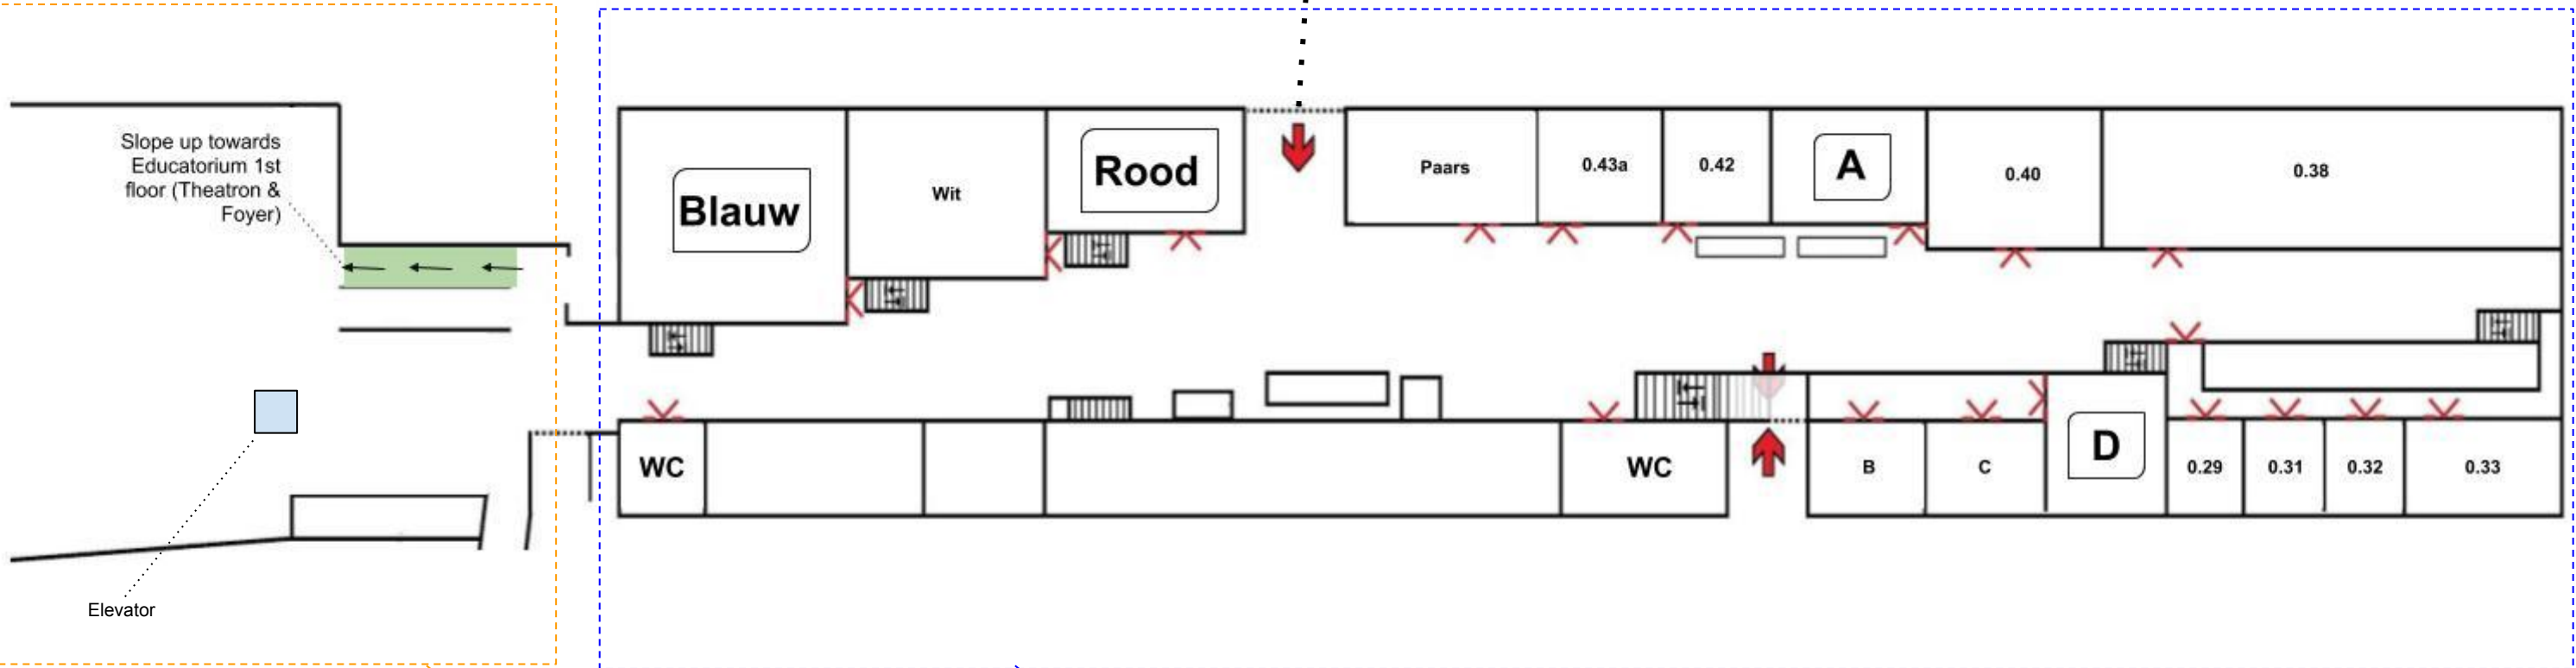 Slope up towards
Educatorium 1st
floor (Theatron &
Foyer)
Elevator
Blauw
Wit
Rood
Paars
0.43a
0.42
A
0.40
0.38
WC
WC
B
C
D
0.29
0.31
0.32
0.33